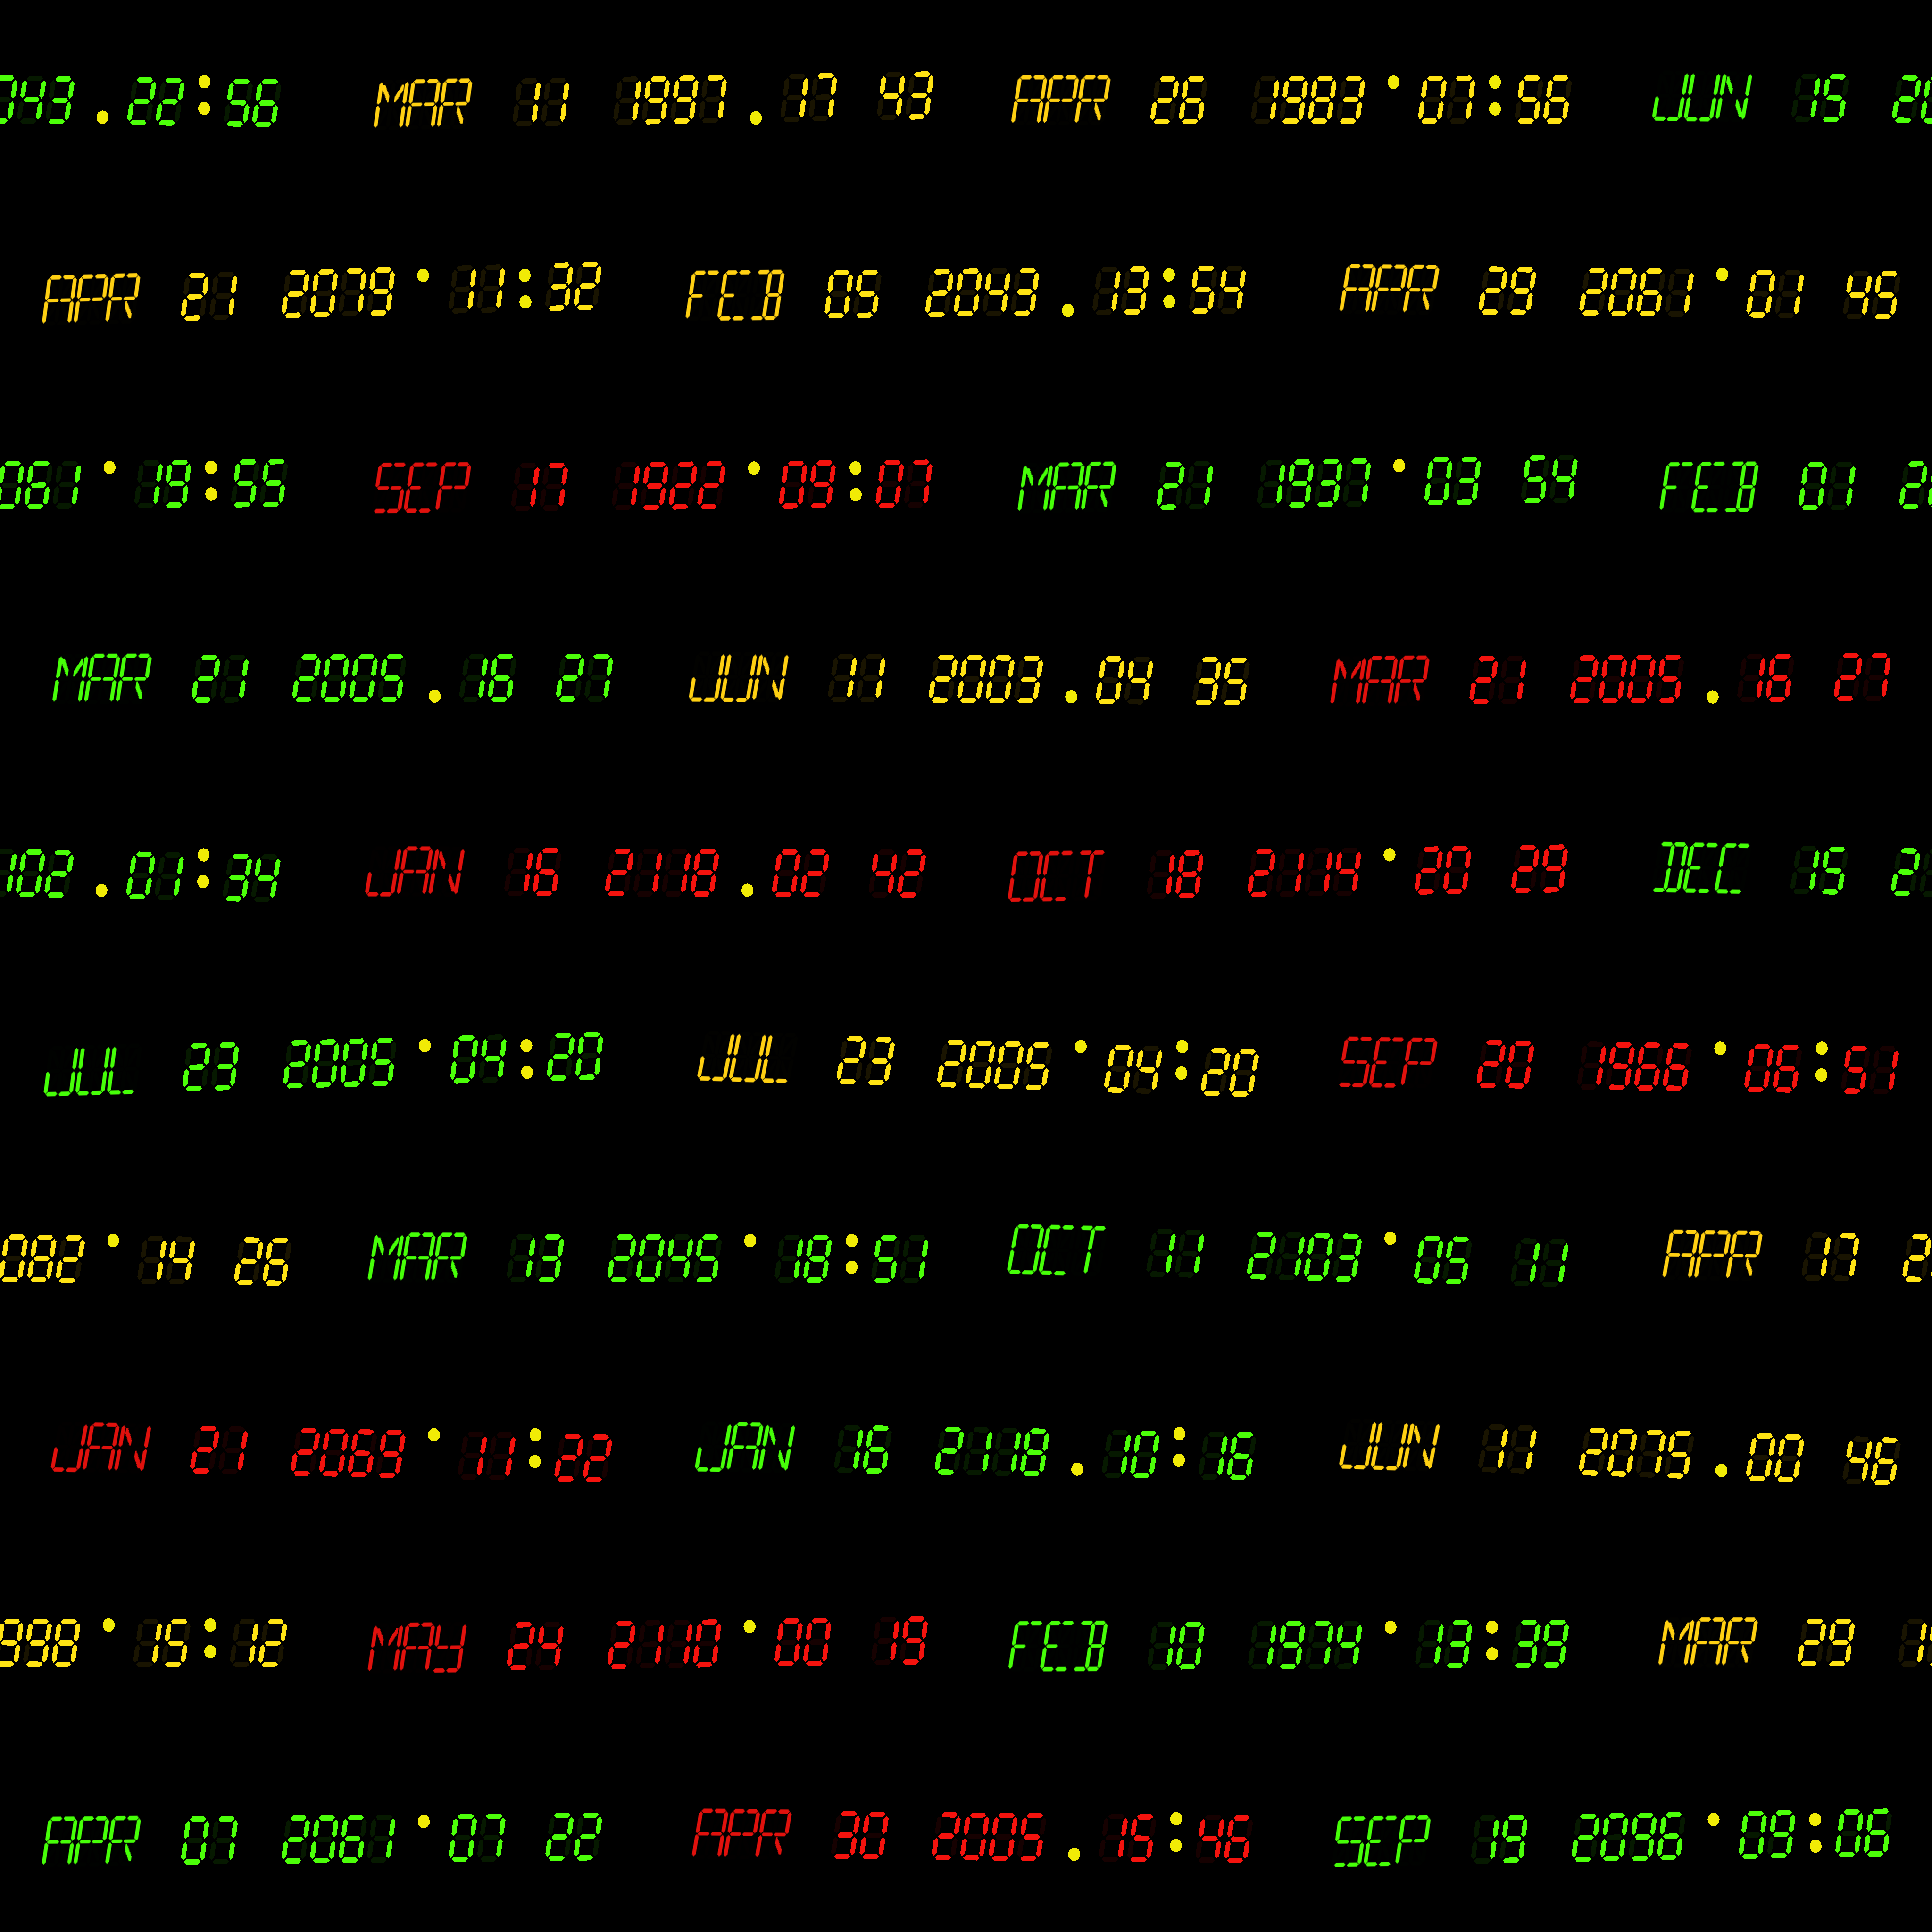 043.22:56 MAR 11 1997.17 43 APR 26 1983˙07:56 JUN 15
APR 21 2079˙11:32 FEB 05 2043.13:54 APR 29 2061˙01 45
061˙19:55 SEP 17 1922˙09:07 MAR 21 1937˙03 54 FEB 01
MAR 21 2005.16 27 JUN 11 2003.04 35 MAR 21 2005.16 27
102.01:34 JAN 16 2118.02 42 OCT 18 2114˙20 29 DEC 15
JUL 23 2005˙04:20 JUL 23 2005˙04:20 SEP 20 1966˙06:51
082˙14 26 MAR 13 2045˙18:51 OCT 11 2103˙05 11 APR 17
JAN 21 2069˙11:22 JAN 16 2118.10:16 JUN 11 2075.00 46
998˙15:12 MAY 24 2110˙00 19 FEB 10 1974˙13:39 MAR 29
APR 07 2061˙07 22 APR 30 2005.15:46 SEP 19 2096˙09:06